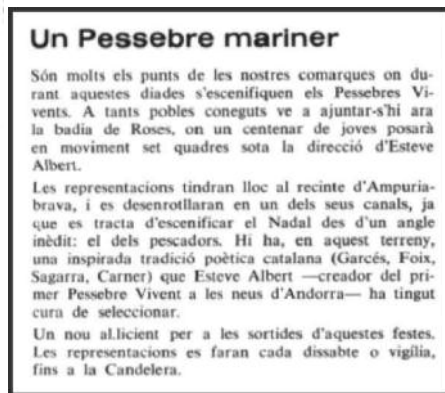 Un Pessebre mariner
Són molts els punts de les nostres comarques on du-
rant aquestes diades s'escenifiquen els Pessebres Vi-
vents. A tants pobles coneguts ve a ajuntar-s'hi ara
la badia de Roses, on un centenar de joves posarà
en moviment set quadres sota la direcció d'Esteve
Albert.
Les representacions tindran lloc al recinte d'Ampuria-
brava, i es desenrotllaran en un dels seus canals, ja
que es tracta d'escenificar el Nadal des d'un angle
inèdit: el dels pescadors. Hi ha, en aquest terreny,
una inspirada tradició poètica catalana (Garcés, Foix,
Sagarra, Carner) que Esteve Albert —creador del pri-
mer Pessebre Vivent a les neus d'Andorra— ha tingut
cura de seleccionar.
Un nou al.licient per a les sortides d'aquestes festes.
Les representacions es faran cada dissabte o vigília,
fins a la Candelera.